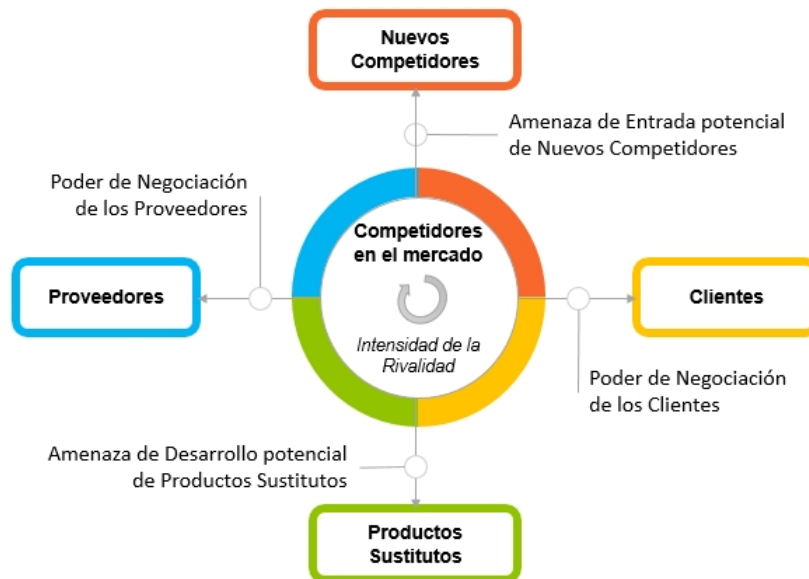 Nuevos
Competidores
Amenaza de Entrada potencial
de Nuevos Competidores
Poder de Negociación
de los Proveedores
Competidores
en el mercado
Proveedores
Clientes
Intensidad de la
Rivalidad
Poder de Negociación
de los Clientes
Amenaza de Desarrollo potencial
de Productos Sustitutos
Productos
Sustitutos